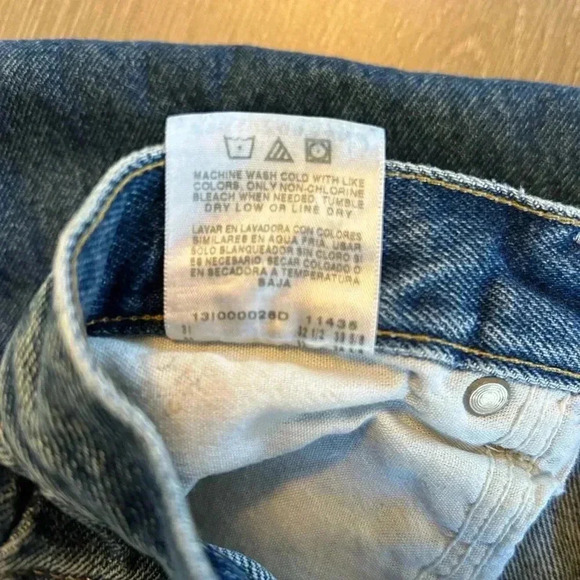 MACHINE WASH COLD WITH LIKE
COLORS, ONLY NON-CHLORINE
BLEACH WHEN NEEDED, TUMBLE
DRY LOW OR LINE DRY
LAVAR EN LAVADORA CON COLORES
SIMILARES EN AGUA FRIA, USAR
SOLO BLANQUEADOR SIN CLORO SI
ES NECESARIO, SECAR COLGADO O
EN SECADORA A TEMPERATURA
BAJA
131000026D 11436